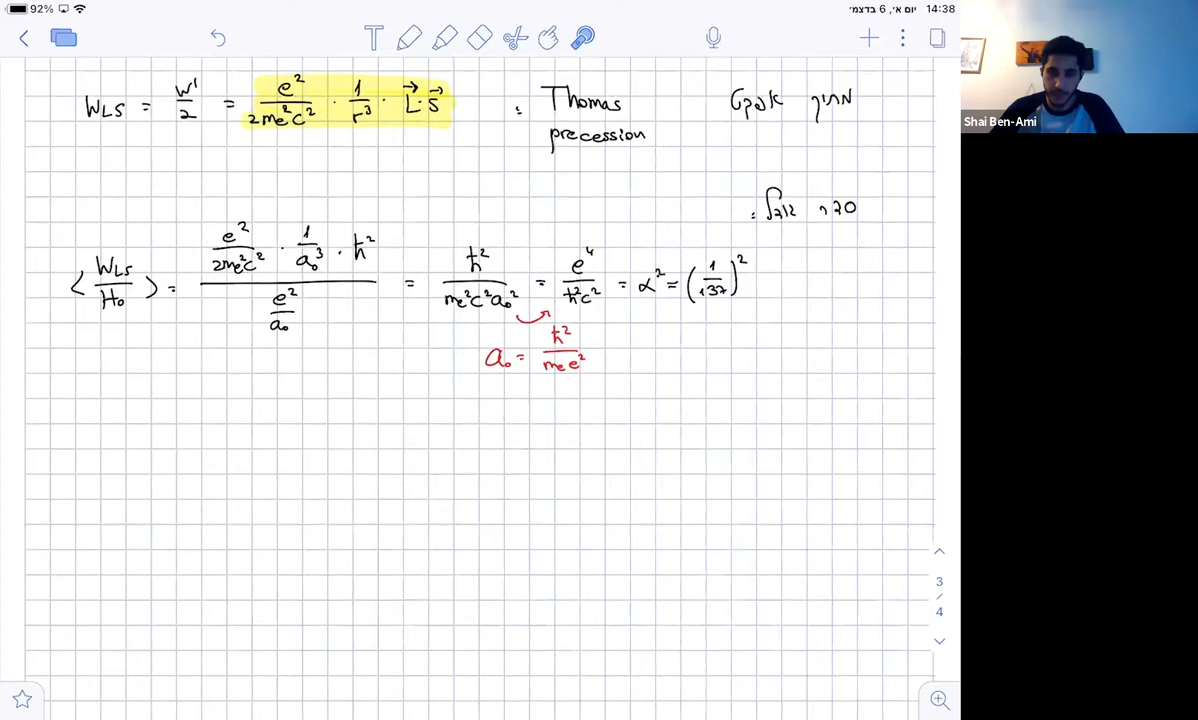 92% יום א׳, 6 בדצמ׳ 14:38
W_LS = W'/2 = e²/(2mₑ²c²) · 1/r³ · L⃗·S⃗ : Thomas precession מתוך אפקט
: סדר גודל
⟨W_LS/H₀⟩ = (e²/(2mₑ²c²) · 1/a₀³ · ħ²)/(e²/a₀) = ħ²/(mₑ²c²a₀²) = e⁴/(ħ²c²) = α² = (1/137)²
a₀ = ħ²/(mₑe²)
Shai Ben-Ami
3
/
4